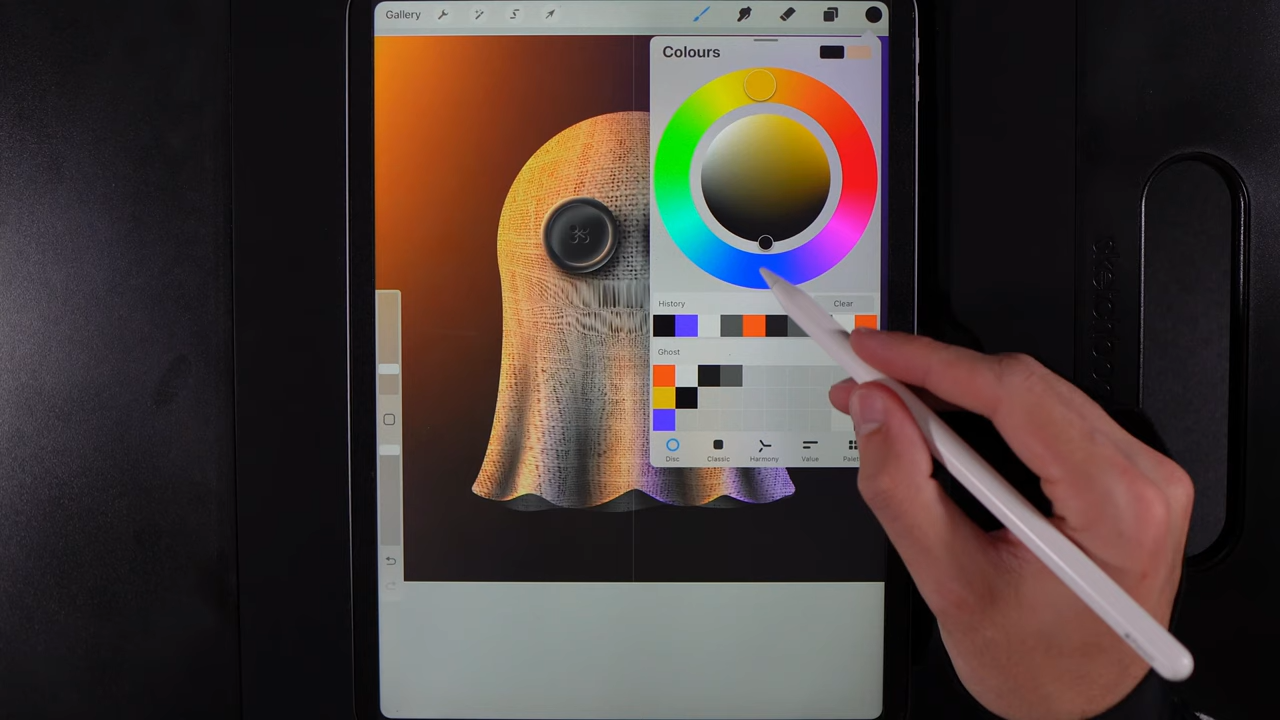 Gallery
Colours
History
Clear
Ghost
Disc
Classic
Harmony
Value